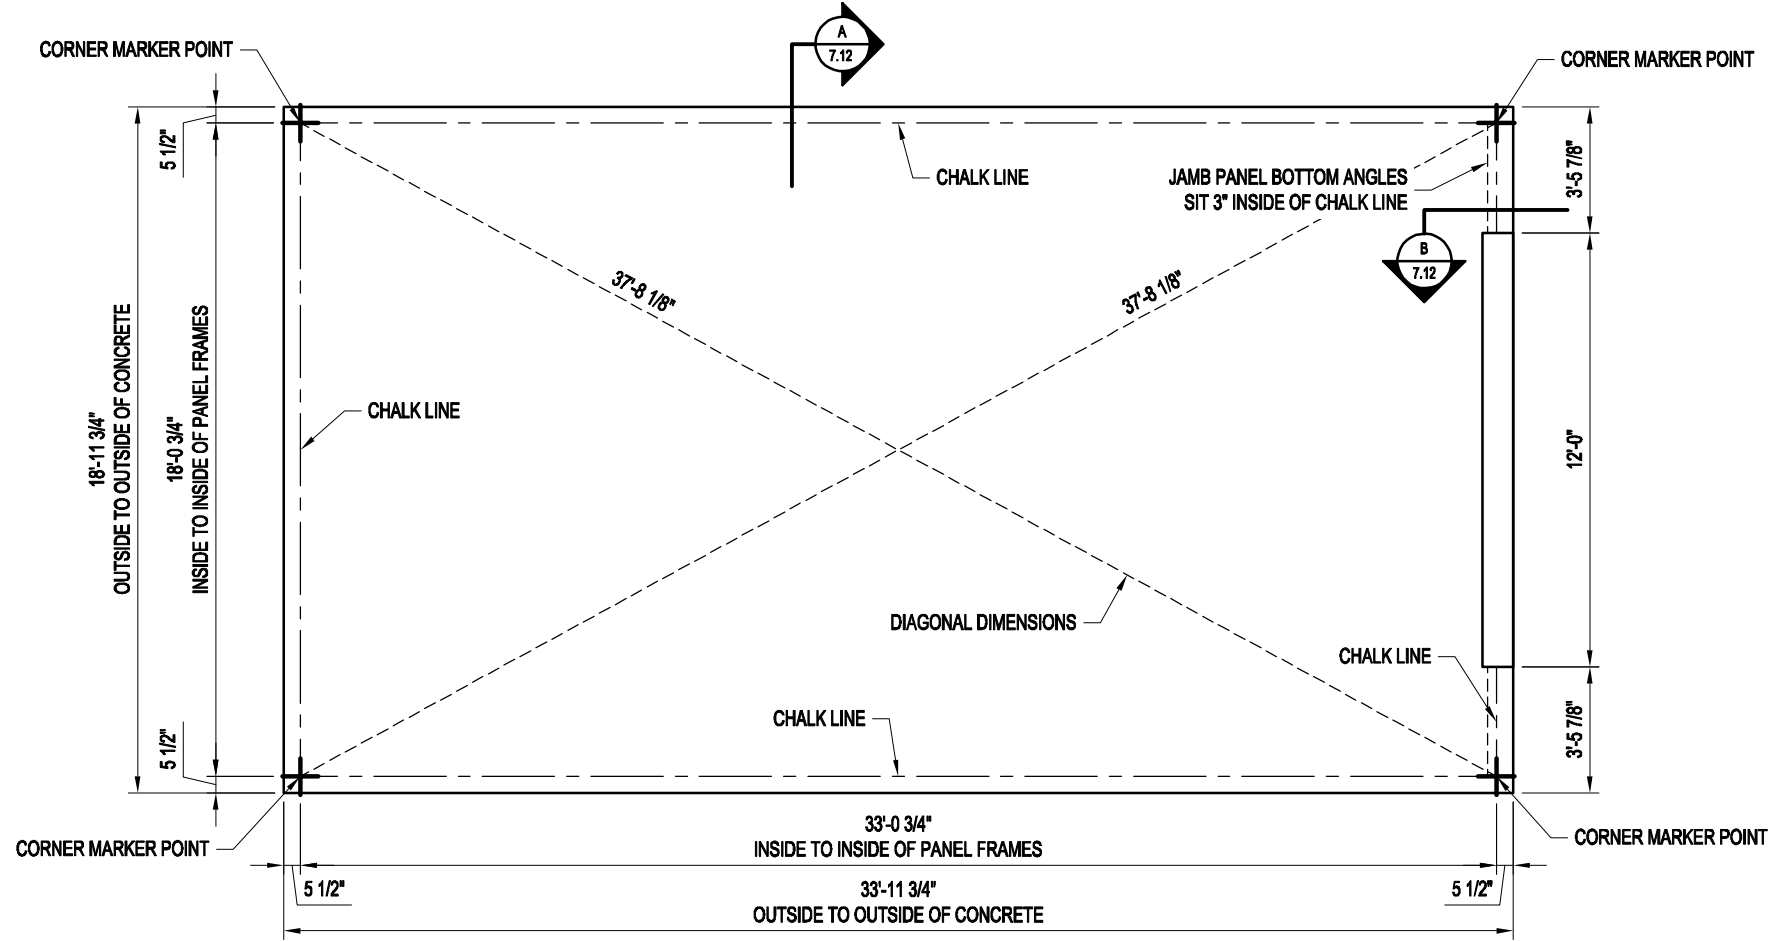 A
7.12
CORNER MARKER POINT
CORNER MARKER POINT
5 1/2"
CHALK LINE
JAMB PANEL BOTTOM ANGLES
SIT 3" INSIDE OF CHALK LINE
3'-5 7/8"
B
7.12
37'-8 1/8"
37'-8 1/8"
18'-11 3/4"
OUTSIDE TO OUTSIDE OF CONCRETE
18'-0 3/4"
INSIDE TO INSIDE OF PANEL FRAMES
CHALK LINE
12'-0"
DIAGONAL DIMENSIONS
CHALK LINE
CHALK LINE
5 1/2"
3'-5 7/8"
CORNER MARKER POINT
33'-0 3/4"
INSIDE TO INSIDE OF PANEL FRAMES
CORNER MARKER POINT
5 1/2"
33'-11 3/4"
OUTSIDE TO OUTSIDE OF CONCRETE
5 1/2"